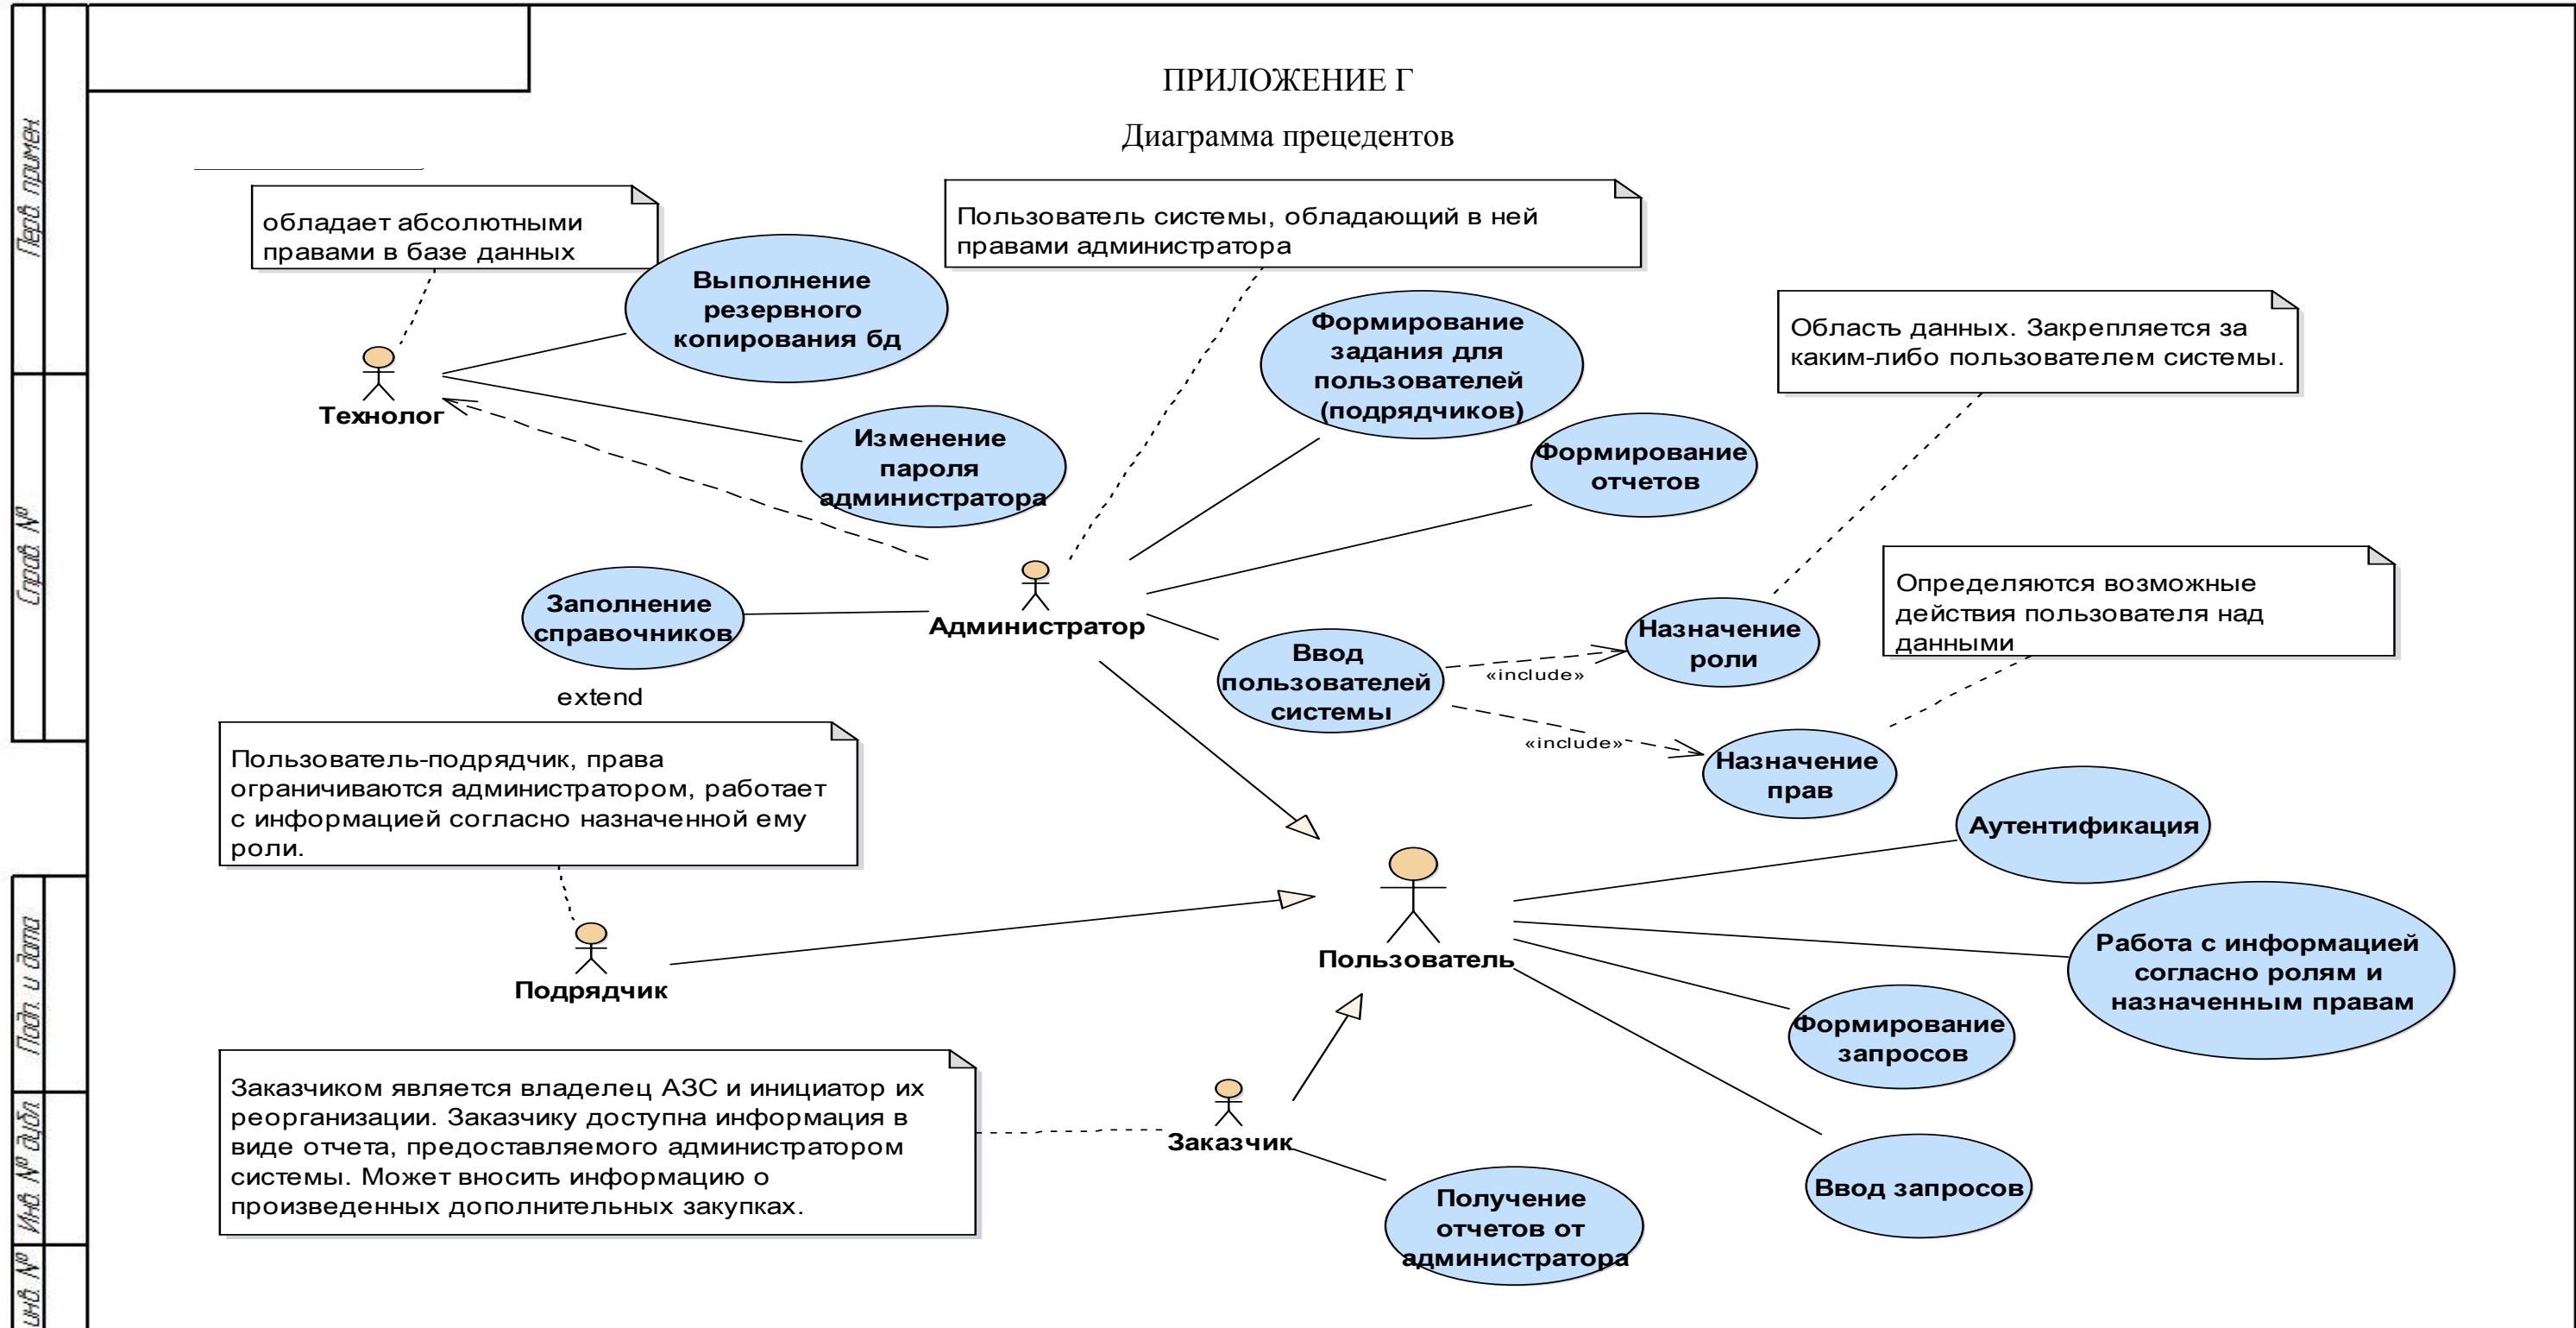 ПРИЛОЖЕНИЕ Г
Диаграмма прецедентов
Перв. примен.
Справ. №
Подп. и дата
Инв. № дубл.
инв. №
обладает абсолютными
правами в базе данных
Пользователь системы, обладающий в ней
правами администратора
Выполнение
резервного
копирования бд
Формирование
задания для
пользователей
(подрядчиков)
Область данных. Закрепляется за
каким-либо пользователем системы.
Технолог
Изменение
пароля
администратора
Формирование
отчетов
Заполнение
справочников
Администратор
Определяются возможные
действия пользователя над
данными
Ввод
пользователей
системы
«include»
Назначение
роли
«include»
Назначение
прав
extend
Пользователь-подрядчик, права
ограничиваются администратором, работает
с информацией согласно назначенной ему
роли.
Аутентификация
Подрядчик
Пользователь
Работа с информацией
согласно ролям и
назначенным правам
Формирование
запросов
Заказчиком является владелец АЗС и инициатор их
реорганизации. Заказчику доступна информация в
виде отчета, предоставляемого администратором
системы. Может вносить информацию о
произведенных дополнительных закупках.
Заказчик
Ввод запросов
Получение
отчетов от
администратора